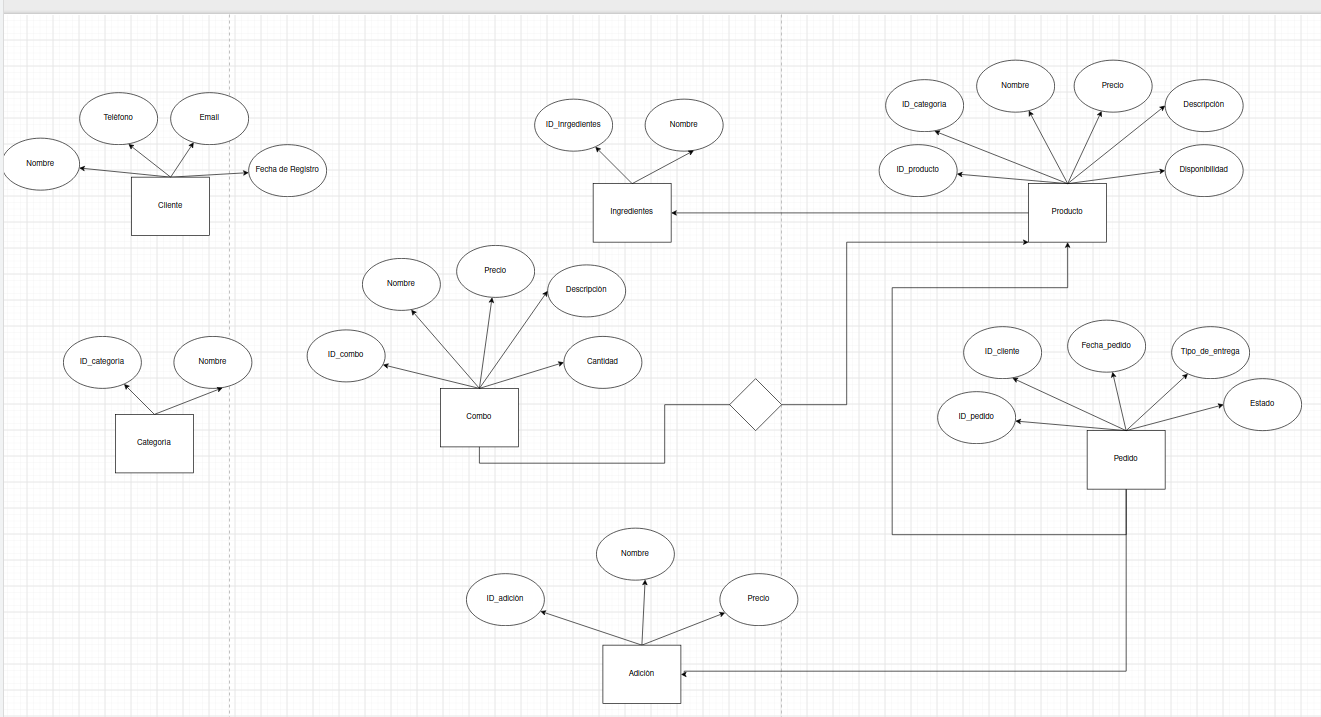 Teléfono
Email
Nombre
Fecha de Registro
Cliente
ID_Inrgedientes
Nombre
Ingredientes
ID_categoria
Nombre
Precio
Descripción
ID_producto
Disponibilidad
Producto
Nombre
Precio
Descripción
ID_combo
Cantidad
Combo
ID_categoria
Nombre
Categoria
ID_cliente
Fecha_pedido
Tipo_de_entrega
ID_pedido
Estado
Pedido
Nombre
ID_adición
Precio
Adición